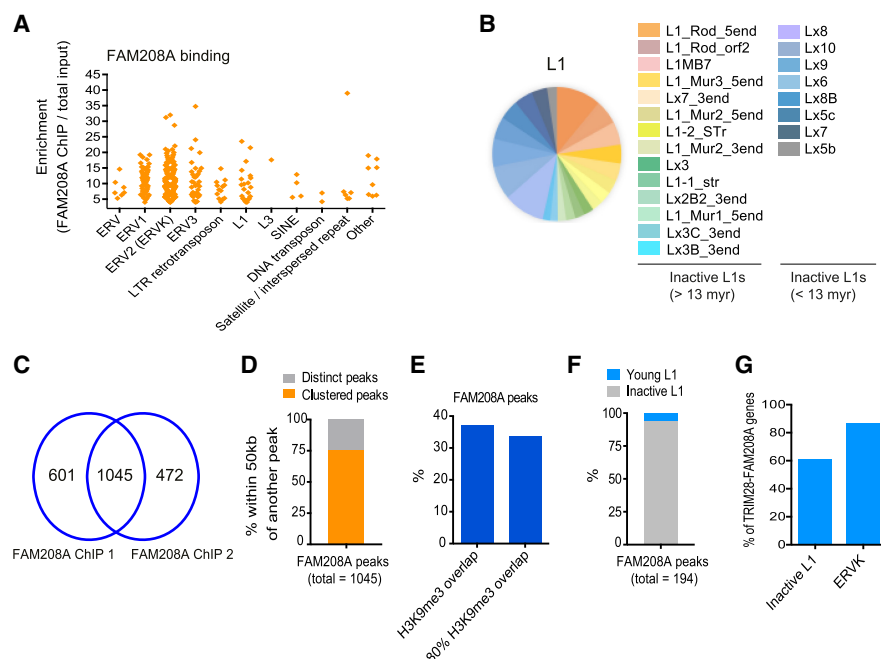 A
FAM208A binding
Enrichment
(FAM208A ChIP / total input)
45
40
35
30
25
20
15
10
5
ERV
ERV1
ERV2 (ERVK)
ERV3
LTR retrotransposon
L1
L3
SINE
DNA transposon
Satellite / interspersed repeat
Other
B
L1
L1_Rod_5end
L1_Rod_orf2
L1MB7
L1_Mur3_5end
Lx7_3end
L1_Mur2_5end
L1-2_STr
L1_Mur2_3end
Lx3
L1-1_str
Lx2B2_3end
L1_Mur1_5end
Lx3C_3end
Lx3B_3end
Inactive L1s
(> 13 myr)
Lx8
Lx10
Lx9
Lx6
Lx8B
Lx5c
Lx7
Lx5b
Inactive L1s
(< 13 myr)
C
601
1045
472
FAM208A ChIP 1
FAM208A ChIP 2
D
Distinct peaks
Clustered peaks
% within 50kb
of another peak
100
75
50
25
0
FAM208A peaks
(total = 1045)
E
FAM208A peaks
%
40
30
20
10
0
H3K9me3 overlap
80% H3K9me3 overlap
F
Young L1
Inactive L1
%
100
75
50
25
0
FAM208A peaks
(total = 194)
G
% of TRIM28-FAM208A genes
100
80
60
40
20
0
Inactive L1
ERVK